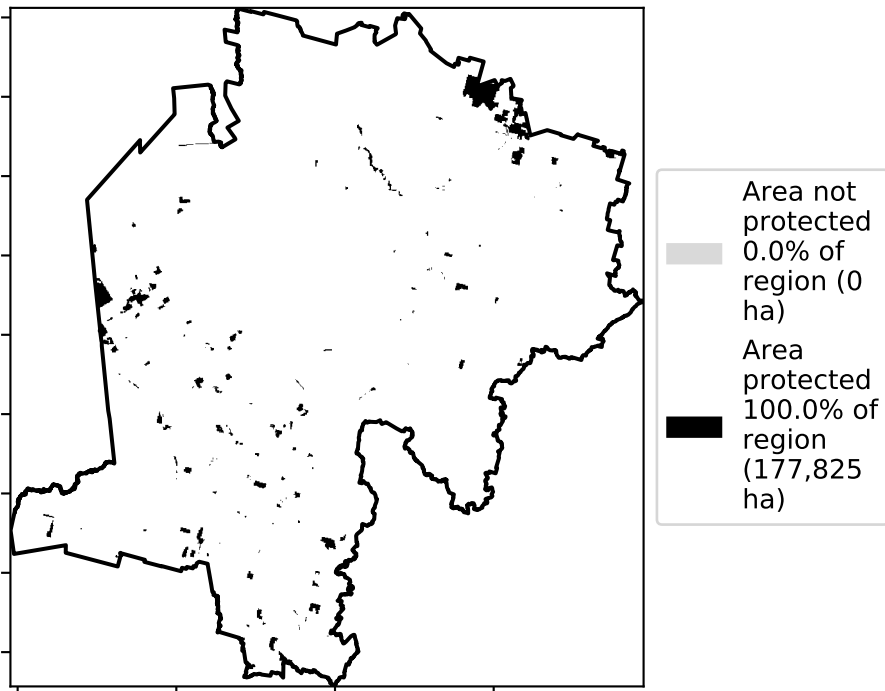 Area not
protected
0.0% of
region (0
ha)
Area
protected
100.0% of
region
(177,825
ha)